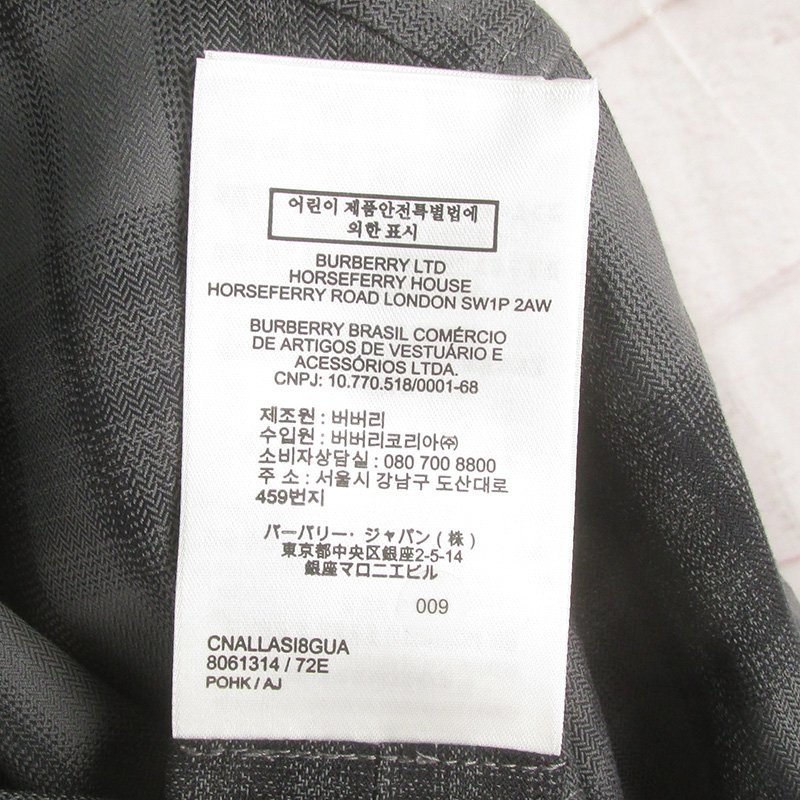 어린이 제품안전특별법에
의한 표시
BURBERRY LTD
HORSEFERRY HOUSE
HORSEFERRY ROAD LONDON SW1P 2AW
BURBERRY BRASIL COMÉRCIO
DE ARTIGOS DE VESTUÁRIO E
ACESSÓRIOS LTDA.
CNPJ: 10.770.518/0001-68
제조원 : 버버리
수입원 : 버버리코리아㈜
소비자상담실 : 080 700 8800
주 소 : 서울시 강남구 도산대로
459번지
バーバリー・ジャパン(株)
東京都中央区銀座2-5-14
銀座マロニエビル
009
CNALLASI8GUA
8061314 / 72E
POHK / AJ